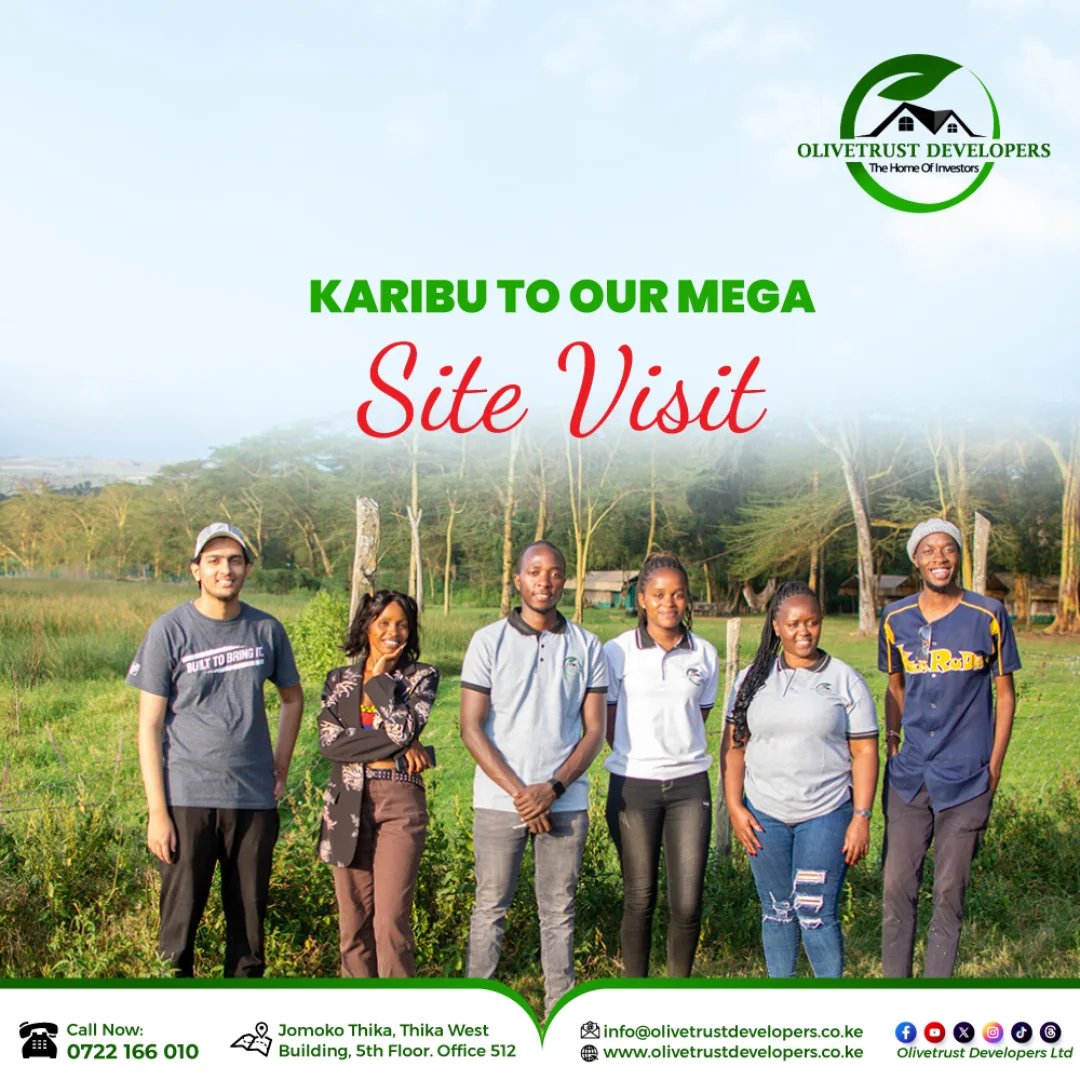 OLIVETRUST DEVELOPERS
The Home Of Investors
KARIBU TO OUR MEGA
Site Visit
BUILT TO BRING IT.
Call Now:
0722 166 010
Jomoko Thika, Thika West
Building, 5th Floor. Office 512
info@olivetrustdevelopers.co.ke
www.olivetrustdevelopers.co.ke
Olivetrust Developers Ltd